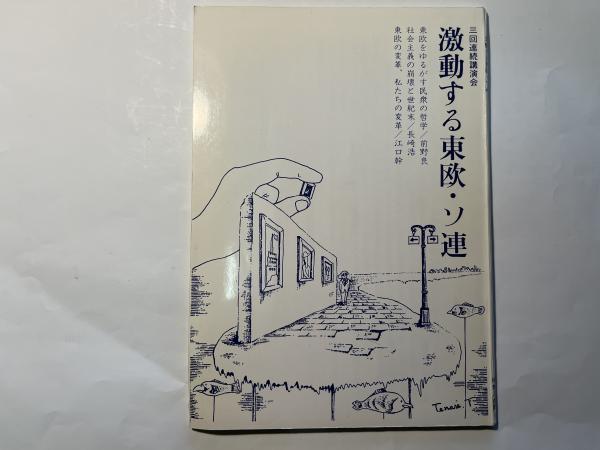 三回連続講演会
激動する東欧・ソ連
東欧をゆるがす民衆の哲学／前野良
社会主義の崩壊と世紀末／長崎浩
東欧の変革、私たちの変革／江口幹